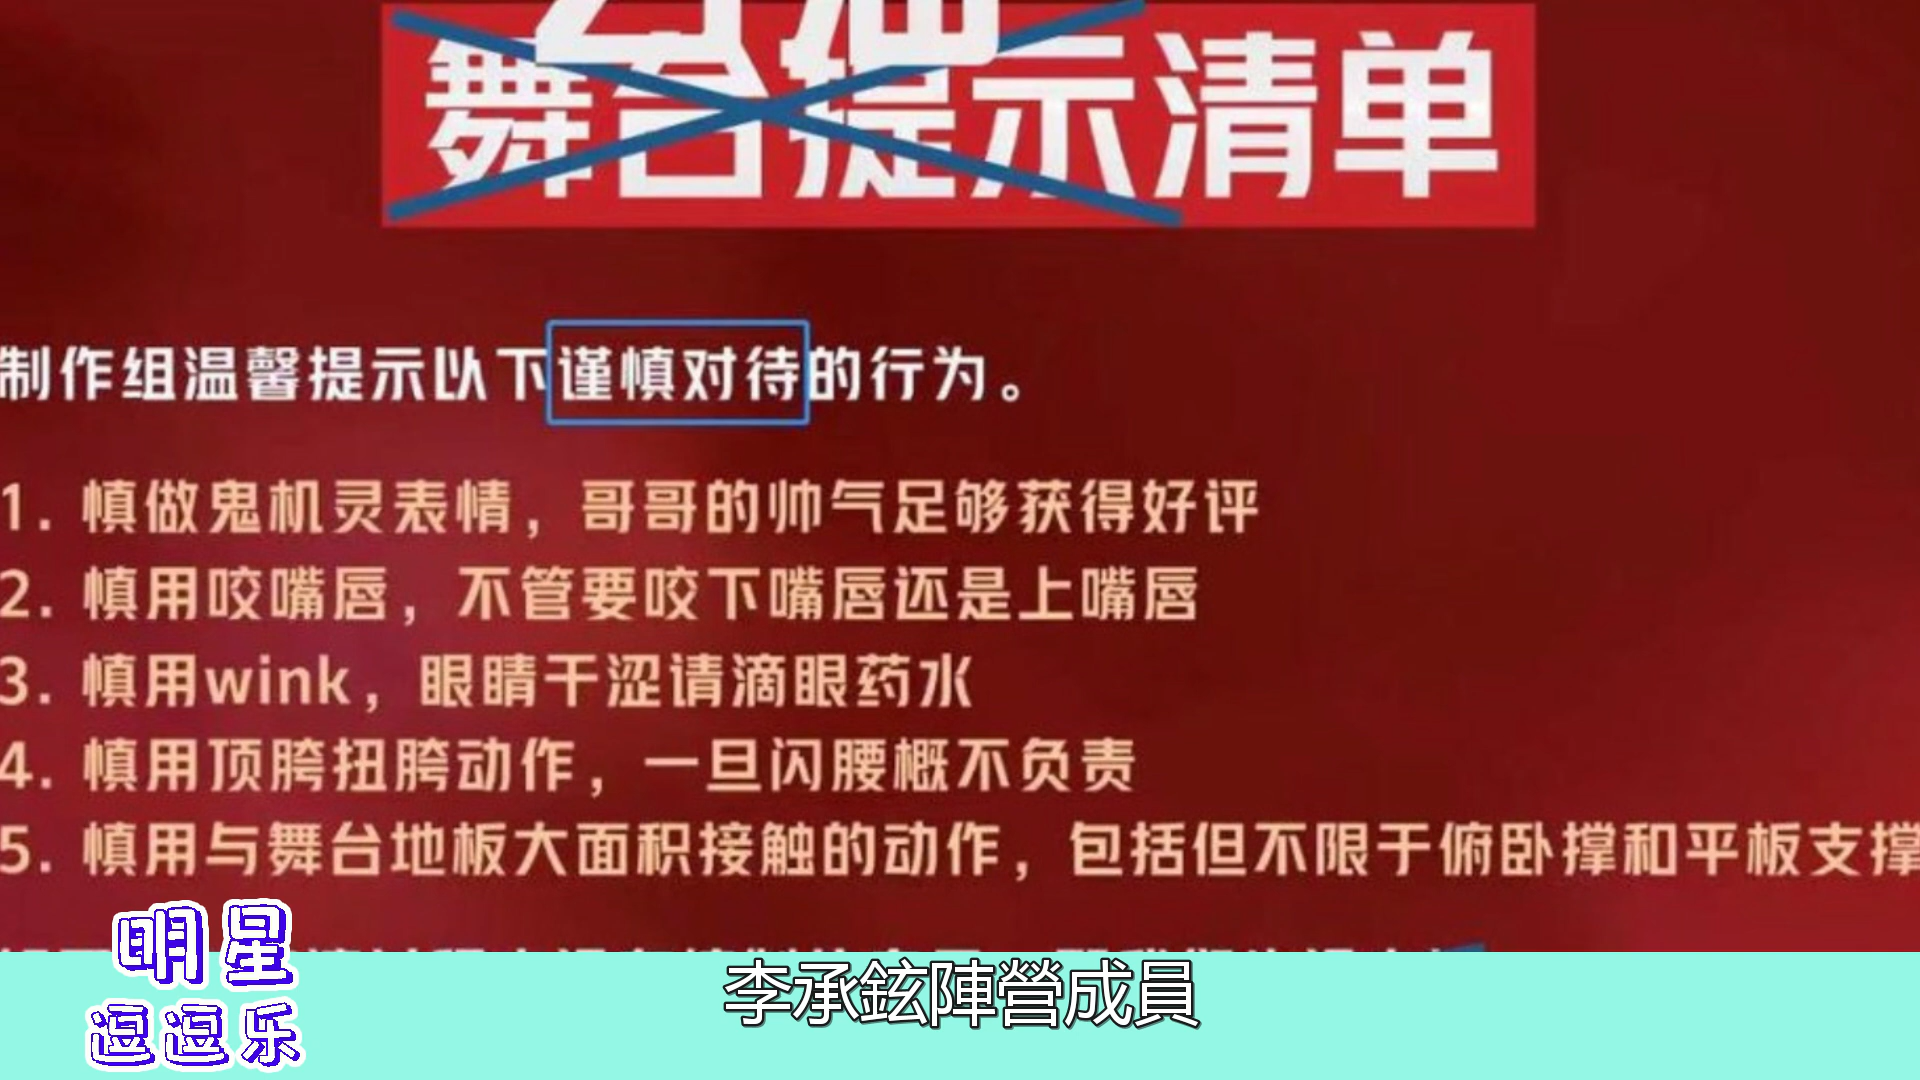 舞台提示清单
制作组温馨提示以下谨慎对待的行为。
1. 慎做鬼机灵表情，哥哥的帅气足够获得好评
2. 慎用咬嘴唇，不管要咬下嘴唇还是上嘴唇
3. 慎用wink，眼睛干涩请滴眼药水
4. 慎用顶胯扭胯动作，一旦闪腰概不负责
5. 慎用与舞台地板大面积接触的动作，包括但不限于俯卧撑和平板支撑
明星
逗逗乐
李承鉉陣營成員